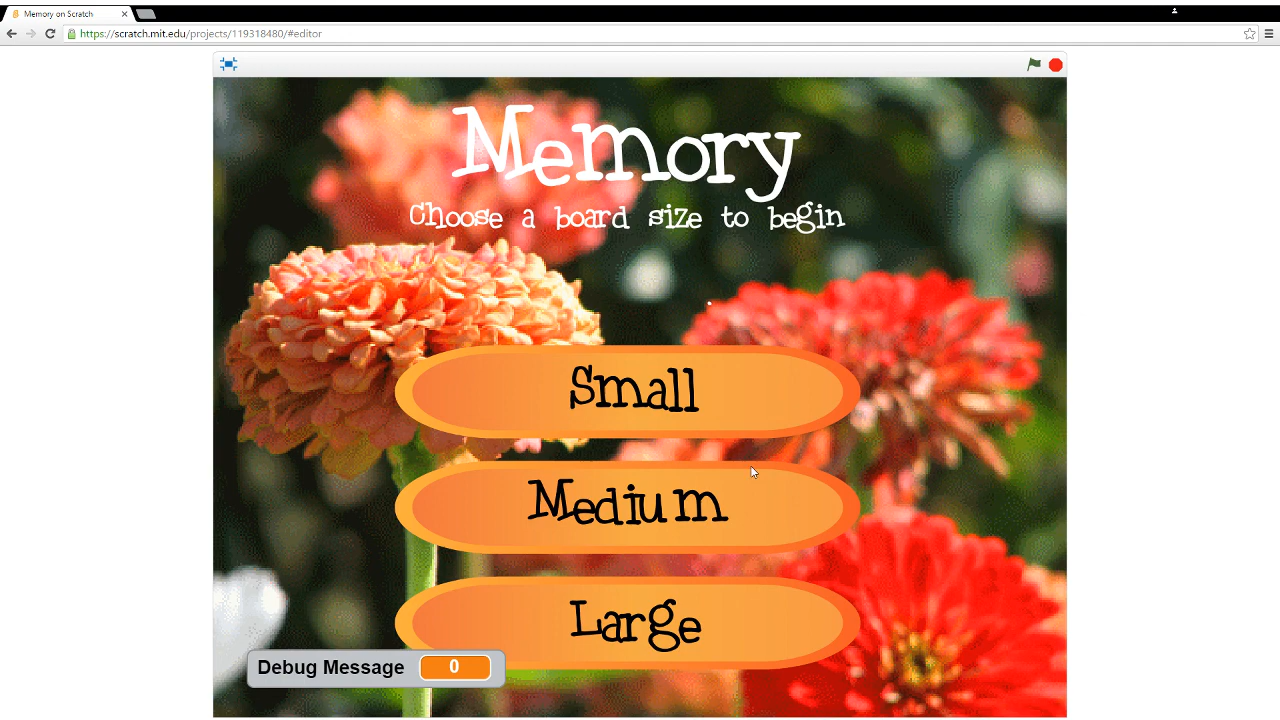 Memory on Scratch
https://scratch.mit.edu/projects/119318480/#editor
Memory
Choose a board size to begin
Small
Medium
Large
Debug Message 0